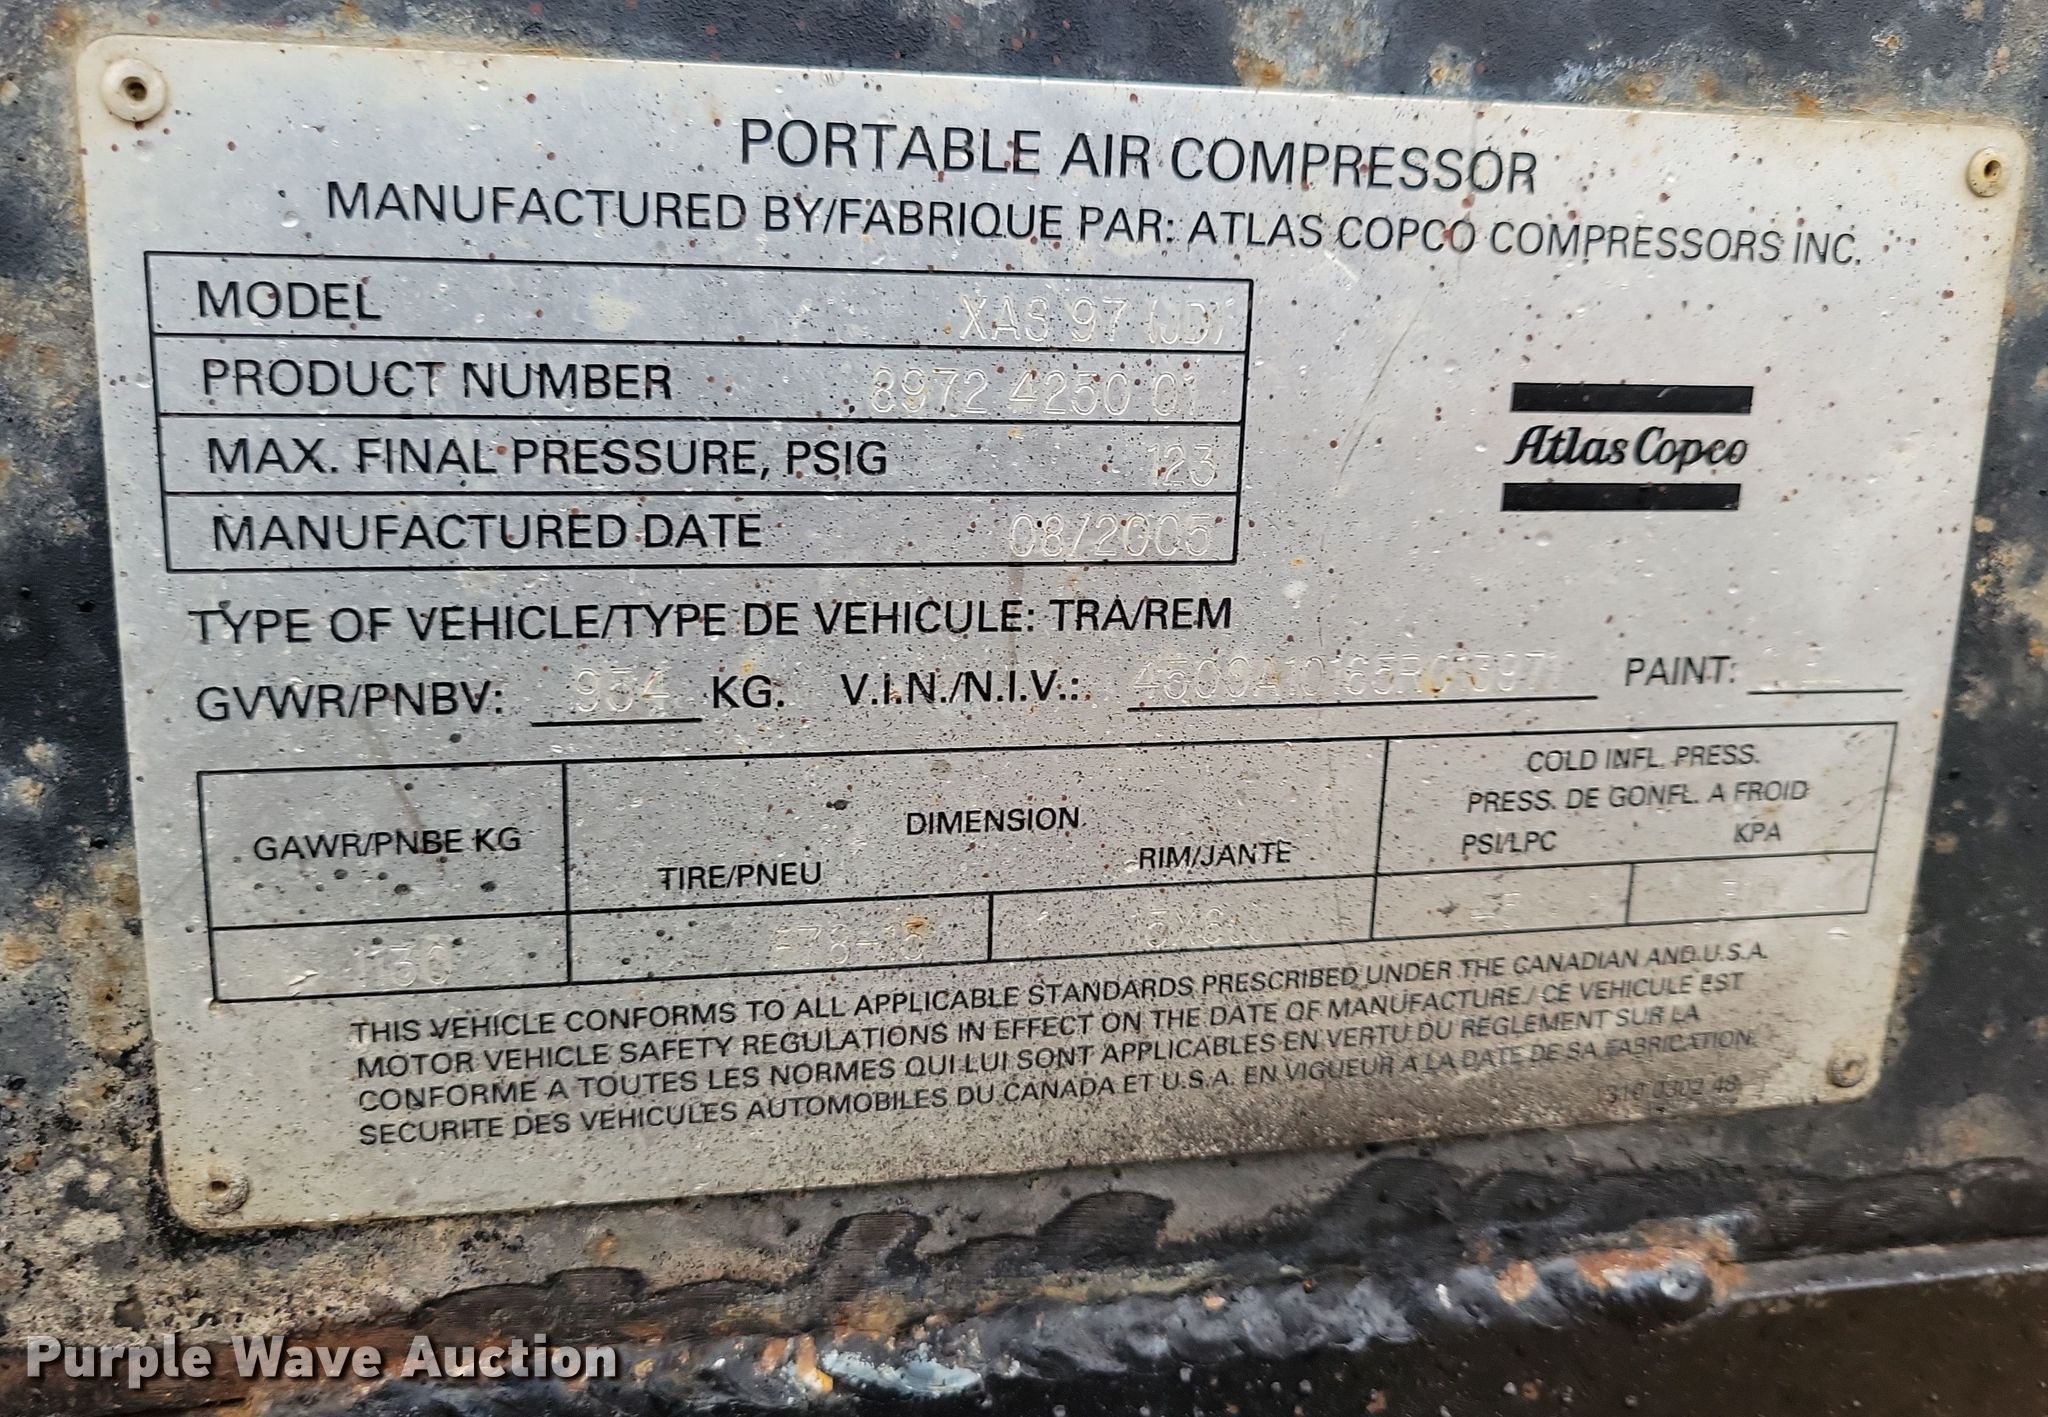 PORTABLE AIR COMPRESSOR
MANUFACTURED BY/FABRIQUE PAR: ATLAS COPCO COMPRESSORS INC.
MODEL XAS 97 (JD)
PRODUCT NUMBER 8972 4250 01
MAX. FINAL PRESSURE, PSIG 123
MANUFACTURED DATE 08/2005
Atlas Copco
TYPE OF VEHICLE/TYPE DE VEHICULE: TRA/REM
GVWR/PNBV: 954 KG. V.I.N./N.I.V.: PAINT:
COLD INFL. PRESS.
PRESS. DE GONFL. A FROID
GAWR/PNBE KG DIMENSION PSI/LPC KPA
TIRE/PNEU RIM/JANTE
THIS VEHICLE CONFORMS TO ALL APPLICABLE STANDARDS PRESCRIBED UNDER THE CANADIAN AND U.S.A.
MOTOR VEHICLE SAFETY REGULATIONS IN EFFECT ON THE DATE OF MANUFACTURE / CE VEHICULE EST
CONFORME A TOUTES LES NORMES QUI LUI SONT APPLICABLES EN VERTU DU REGLEMENT SUR LA
SECURITE DES VEHICULES AUTOMOBILES DU CANADA ET U.S.A. EN VIGUEUR A LA DATE DE SA FABRICATION.
Purple Wave Auction